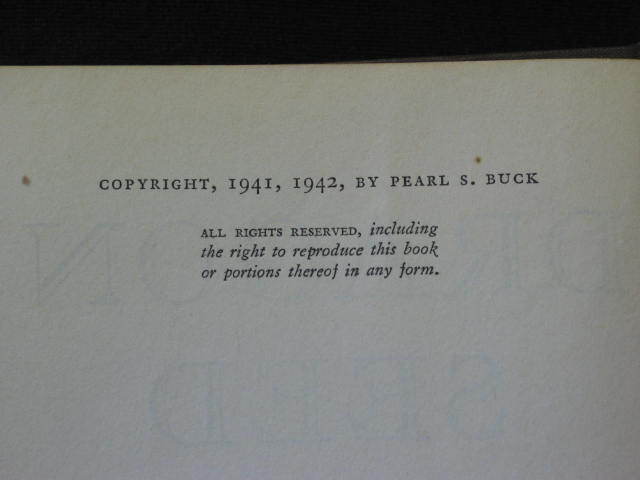 COPYRIGHT, 1941, 1942, BY PEARL S. BUCK
ALL RIGHTS RESERVED, including
the right to reproduce this book
or portions thereof in any form.
SEED